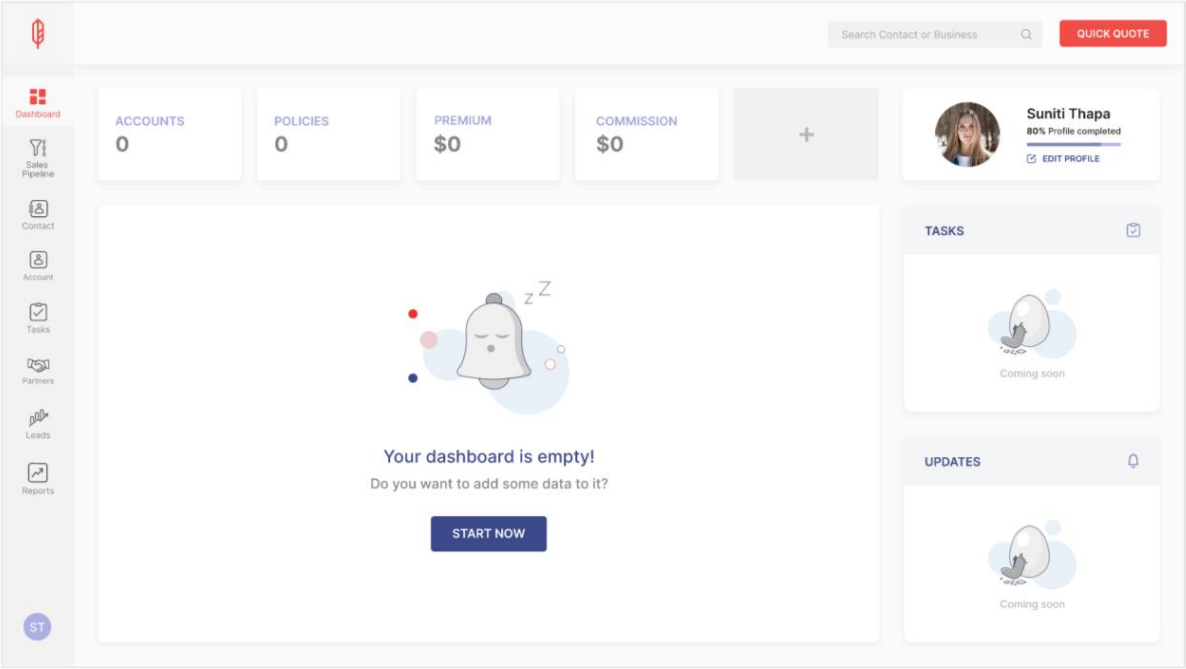 Search Contact or Business
QUICK QUOTE
Dashboard
Sales
Pipeline
Contact
Account
Tasks
Partners
Leads
Reports
ST
ACCOUNTS
0
POLICIES
0
PREMIUM
$0
COMMISSION
$0
+
Suniti Thapa
80% Profile completed
EDIT PROFILE
z Z
Your dashboard is empty!
Do you want to add some data to it?
START NOW
TASKS
Coming soon
UPDATES
Coming soon